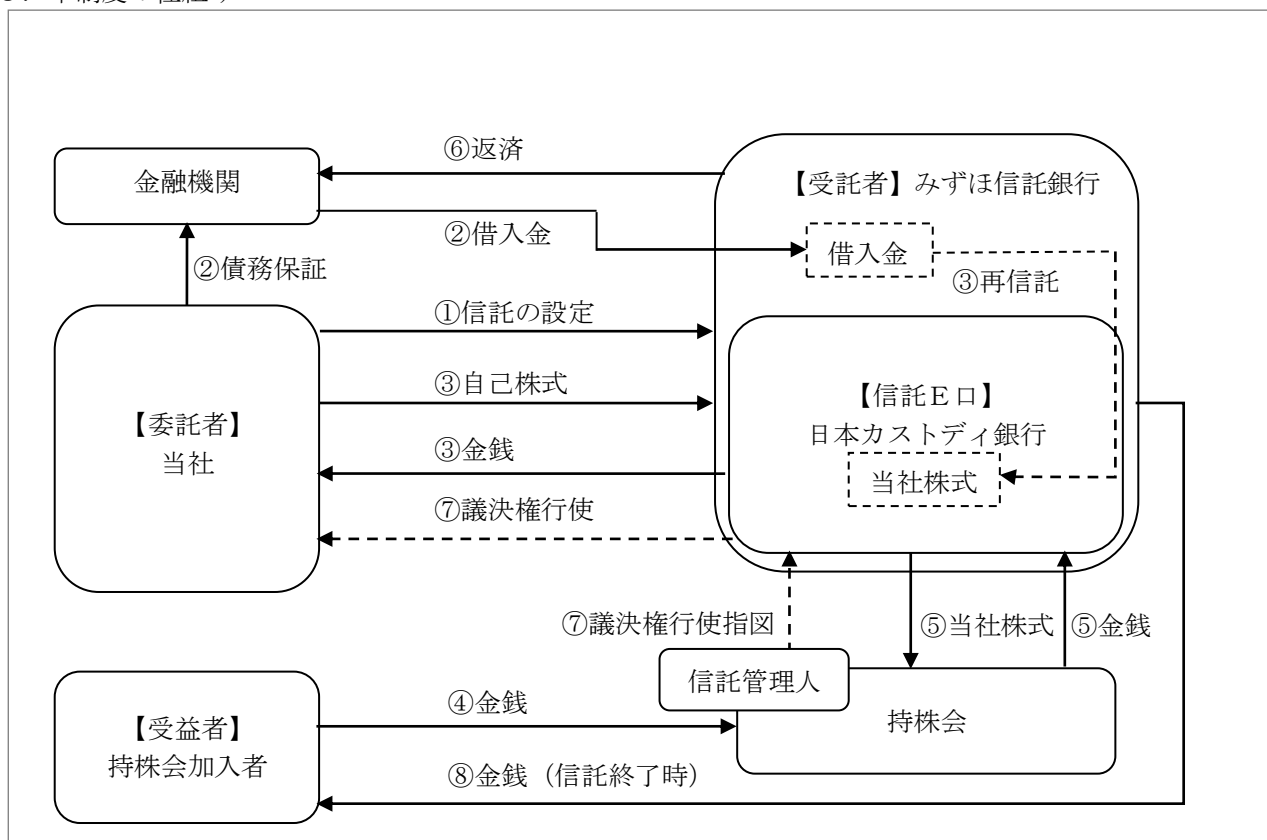 ⑥返済
金融機関
【受託者】みずほ信託銀行
②借入金
借入金
②債務保証
③再信託
①信託の設定
③自己株式
【信託Ｅ口】
日本カストディ銀行
【委託者】
当社
③金銭
当社株式
⑦議決権行使
⑦議決権行使指図
⑤当社株式
⑤金銭
信託管理人
④金銭
持株会
【受益者】
持株会加入者
⑧金銭（信託終了時）